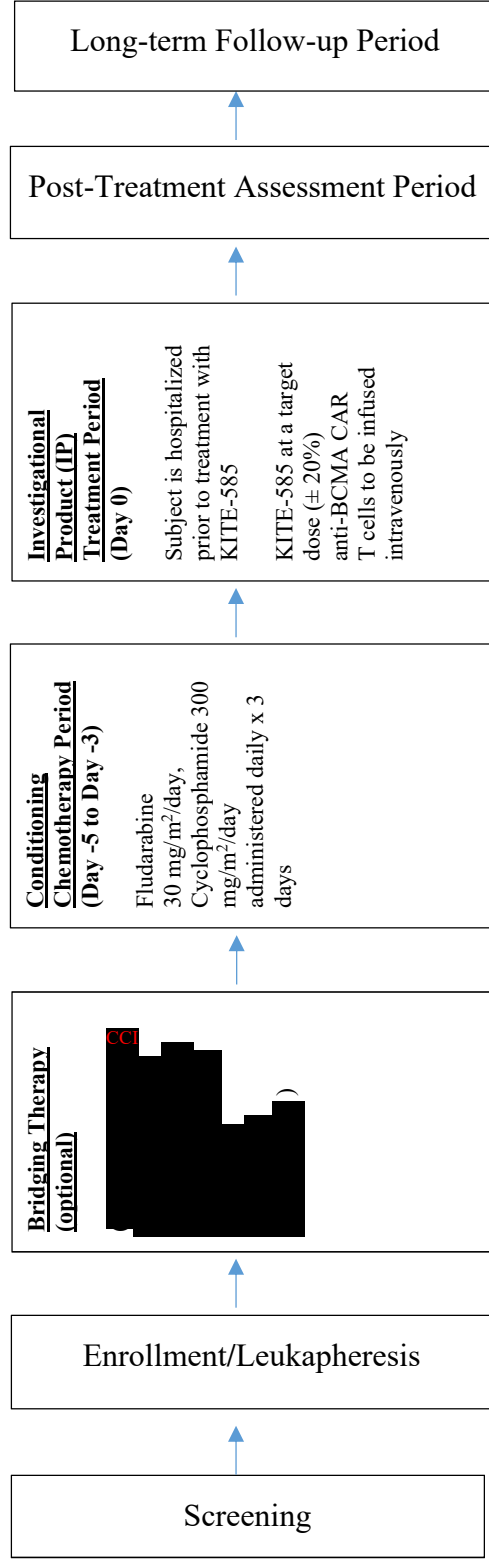 Screening
Enrollment/Leukapheresis
Bridging Therapy
(optional)
CCI
)
Conditioning
Chemotherapy Period
(Day -5 to Day -3)
Fludarabine
30 mg/m²/day,
Cyclophosphamide 300
mg/m²/day
administered daily x 3
days
Investigational
Product (IP)
Treatment Period
(Day 0)
Subject is hospitalized
prior to treatment with
KITE-585
KITE-585 at a target
dose (± 20%)
anti-BCMA CAR
T cells to be infused
intravenously
Post-Treatment Assessment Period
Long-term Follow-up Period